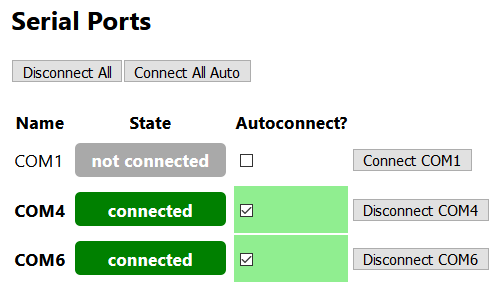 Serial Ports
Disconnect All Connect All Auto
Name State Autoconnect?
COM1 not connected Connect COM1
COM4 connected Disconnect COM4
COM6 connected Disconnect COM6